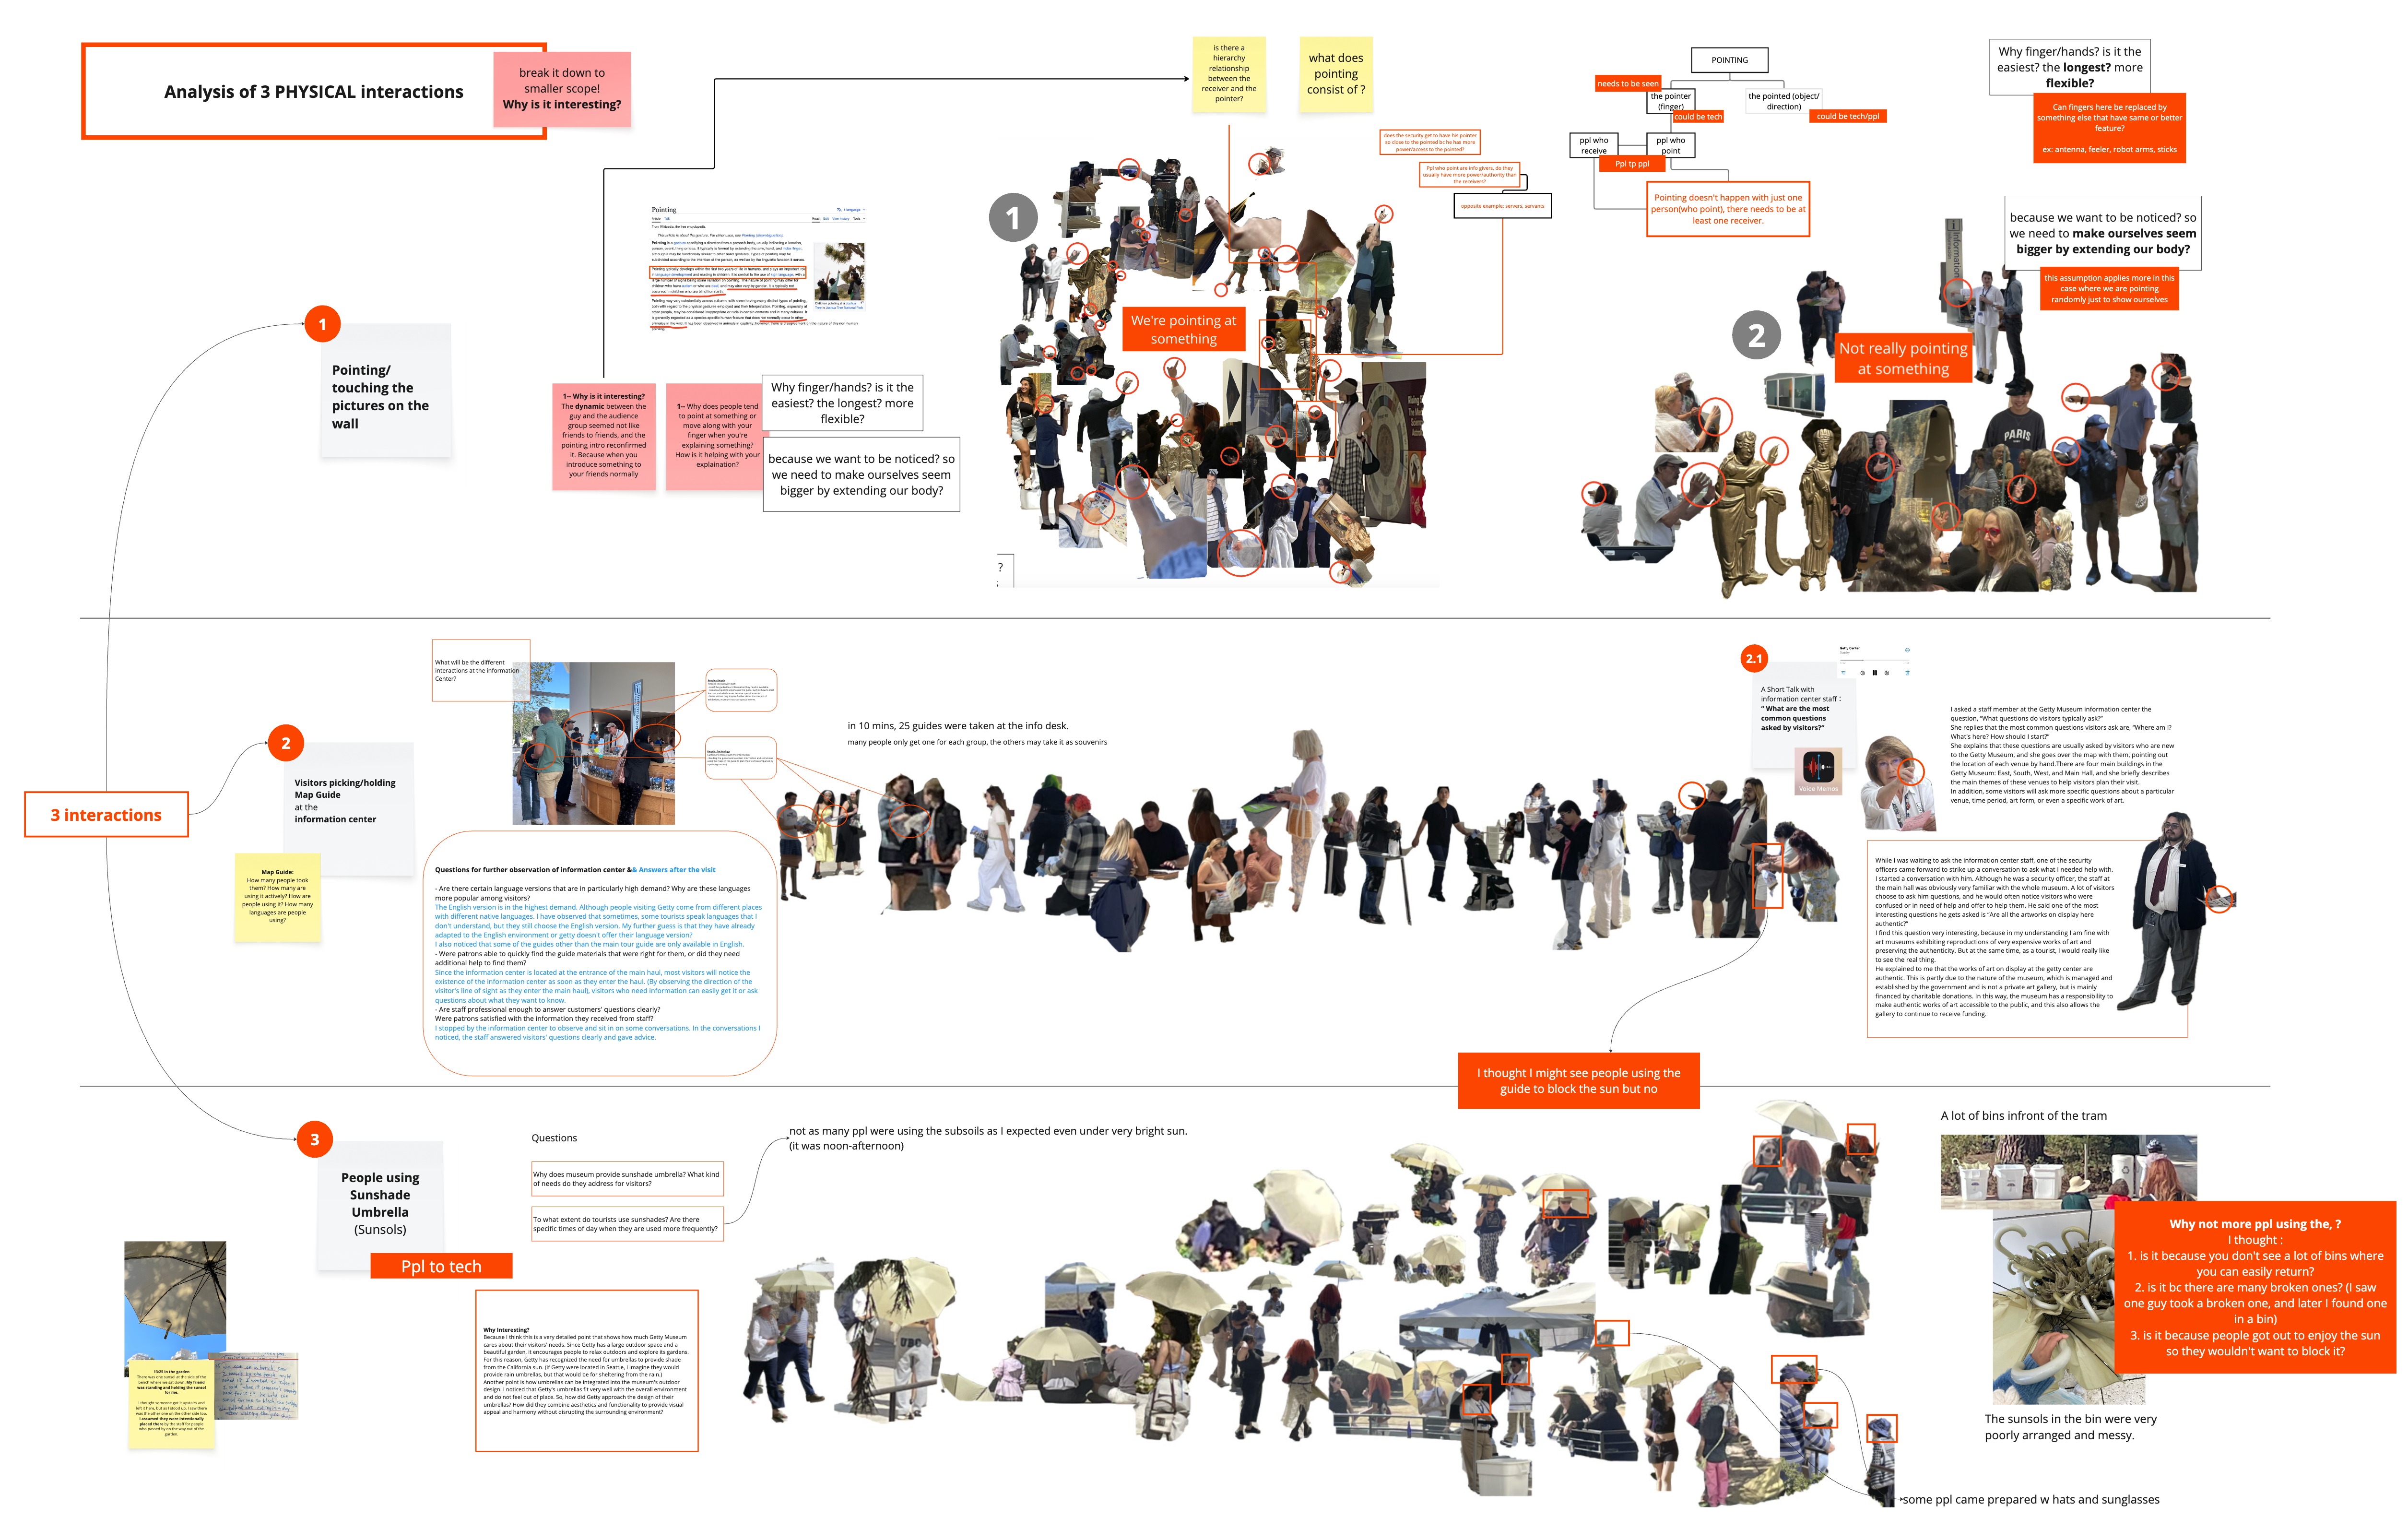 Analysis of 3 PHYSICAL interactions
break it down to
smaller scope!
Why is it interesting?
is there a
hierarchy
relationship
between the
receiver and the
pointer?
what does
pointing
consist of ?
POINTING
needs to be seen
the pointer
(finger)
could be tech
the pointed (object/
direction)
could be tech/ppl
ppl who
receive
ppl who
point
Ppl tp ppl
Pointing doesn't happen with just one
person(who point), there needs to be at
least one receiver.
Why finger/hands? is it the
easiest? the longest? more
flexible?
Can fingers here be replaced by
something else that have same or better
feature?
ex: antenna, feeler, robot arms, sticks
because we want to be noticed? so
we need to make ourselves seem
bigger by extending our body?
this assumption applies more in this
case where we are pointing
randomly just to show ourselves
does the security get to have his pointer
so close to the pointed bc he has more
power/access to the pointed?
Ppl who point are info givers, do they
usually have more power/authority than
the receivers?
opposite example: servers, servants
1
We're pointing at
something
2
Not really pointing
at something
Information
PARIS
Pointing
1
Pointing/
touching the
pictures on the
wall
1-- Why is it interesting?
The dynamic between the
guy and the audience
group seemed not like
friends to friends, and the
pointing intro reconfirmed
it. Because when you
introduce something to
your friends normally
1-- Why does people tend
to point at something or
move along with your
finger when you're
explaining something?
How is it helping with your
explaination?
Why finger/hands? is it the
easiest? the longest? more
flexible?
because we want to be noticed? so
we need to make ourselves seem
bigger by extending our body?
?
3 interactions
2
Visitors picking/holding
Map Guide
at the
information center
Map Guide:
How many people took
them? How many are
using it actively? How are
people using it? How many
languages are people
using?
What will be the different
interactions at the information
Center?
in 10 mins, 25 guides were taken at the info desk.
many people only get one for each group, the others may take it as souvenirs
Questions for further observation of information center && Answers after the visit
- Are there certain language versions that are in particularly high demand? Why are these languages
more popular among visitors?
The English version is in the highest demand. Although people visiting Getty come from different places
with different native languages. I have observed that sometimes, some tourists speak languages that I
don't understand, but they still choose the English version. My further guess is that they have already
adapted to the English environment or getty doesn't offer their language version?
I also noticed that some of the guides other than the main tour guide are only available in English.
- Were patrons able to quickly find the guide materials that were right for them, or did they need
additional help to find them?
Since the information center is located at the entrance of the main haul, most visitors will notice the
existence of the information center as soon as they enter the haul. (By observing the direction of the
visitor's line of sight as they enter the main haul), visitors who need information can easily get it or ask
questions about what they want to know.
- Are staff professional enough to answer customers' questions clearly?
Were patrons satisfied with the information they received from staff?
I stopped by the information center to observe and sit in on some conversations. In the conversations I
noticed, the staff answered visitors' questions clearly and gave advice.
2.1
A Short Talk with
information center staff :
" What are the most
common questions
asked by visitors?"
Getty Center
Voice Memos
I asked a staff member at the Getty Museum information center the
question, "What questions do visitors typically ask?"
She replies that the most common questions visitors ask are, "Where am I?
What's here? How should I start?"
She explains that these questions are usually asked by visitors who are new
to the Getty Museum, and she goes over the map with them, pointing out
the location of each venue by hand.There are four main buildings in the
Getty Museum: East, South, West, and Main Hall, and she briefly describes
the main themes of these venues to help visitors plan their visit.
In addition, some visitors will ask more specific questions about a particular
venue, time period, art form, or even a specific work of art.
While I was waiting to ask the information center staff, one of the security
officers came forward to strike up a conversation to ask what I needed help with.
I started a conversation with him. Although he was a security officer, the staff at
the main hall was obviously very familiar with the whole museum. A lot of visitors
choose to ask him questions, and he would often notice visitors who were
confused or in need of help and offer to help them. He said one of the most
interesting questions he gets asked is "Are all the artworks on display here
authentic?"
I find this question very interesting, because in my understanding I am fine with
art museums exhibiting reproductions of very expensive works of art and
preserving the authenticity. But at the same time, as a tourist, I would really like
to see the real thing.
He explained to me that the works of art on display at the getty center are
authentic. This is partly due to the nature of the museum, which is managed and
established by the government and is not a private art gallery, but is mainly
financed by charitable donations. In this way, the museum has a responsibility to
make authentic works of art accessible to the public, and this also allows the
gallery to continue to receive funding.
I thought I might see people using the
guide to block the sun but no
3
People using
Sunshade
Umbrella
(Sunsols)
Ppl to tech
Questions
Why does museum provide sunshade umbrella? What kind
of needs do they address for visitors?
To what extent do tourists use sunshades? Are there
specific times of day when they are used more frequently?
not as many ppl were using the subsoils as I expected even under very bright sun.
(it was noon-afternoon)
Why Interesting?
Because I think this is a very detailed point that shows how much Getty Museum
cares about their visitors' needs. Since Getty has a large outdoor space and a
beautiful garden, it encourages people to relax outdoors and explore its gardens.
For this reason, Getty has recognized the need for umbrellas to provide shade
from the California sun. (If Getty were located in Seattle, I imagine they would
provide rain umbrellas, but that would be for sheltering from the rain.)
Another point is how umbrellas can be integrated into the museum's outdoor
design. I noticed that Getty's umbrellas fit very well with the overall environment
and do not feel out of place. So, how did Getty approach the design of their
umbrellas? How did they combine aesthetics and functionality to provide visual
appeal and harmony without disrupting the surrounding environment?
13:25 in the garden
There was one sunsol at the side of the
bench where we sat down. My friend
was standing and holding the sunsol
for me.
I thought someone got it upstairs and
left it here, but as I stood up, I saw there
was the other one on the other side too.
I assumed they were intentionally
placed there by the staff for people
who passed by on the way out of the
garden.
UBC
A lot of bins infront of the tram
Why not more ppl using the, ?
I thought :
1. is it because you don't see a lot of bins where
you can easily return?
2. is it bc there are many broken ones? (I saw
one guy took a broken one, and later I found one
in a bin)
3. is it because people got out to enjoy the sun
so they wouldn't want to block it?
The sunsols in the bin were very
poorly arranged and messy.
some ppl came prepared w hats and sunglasses